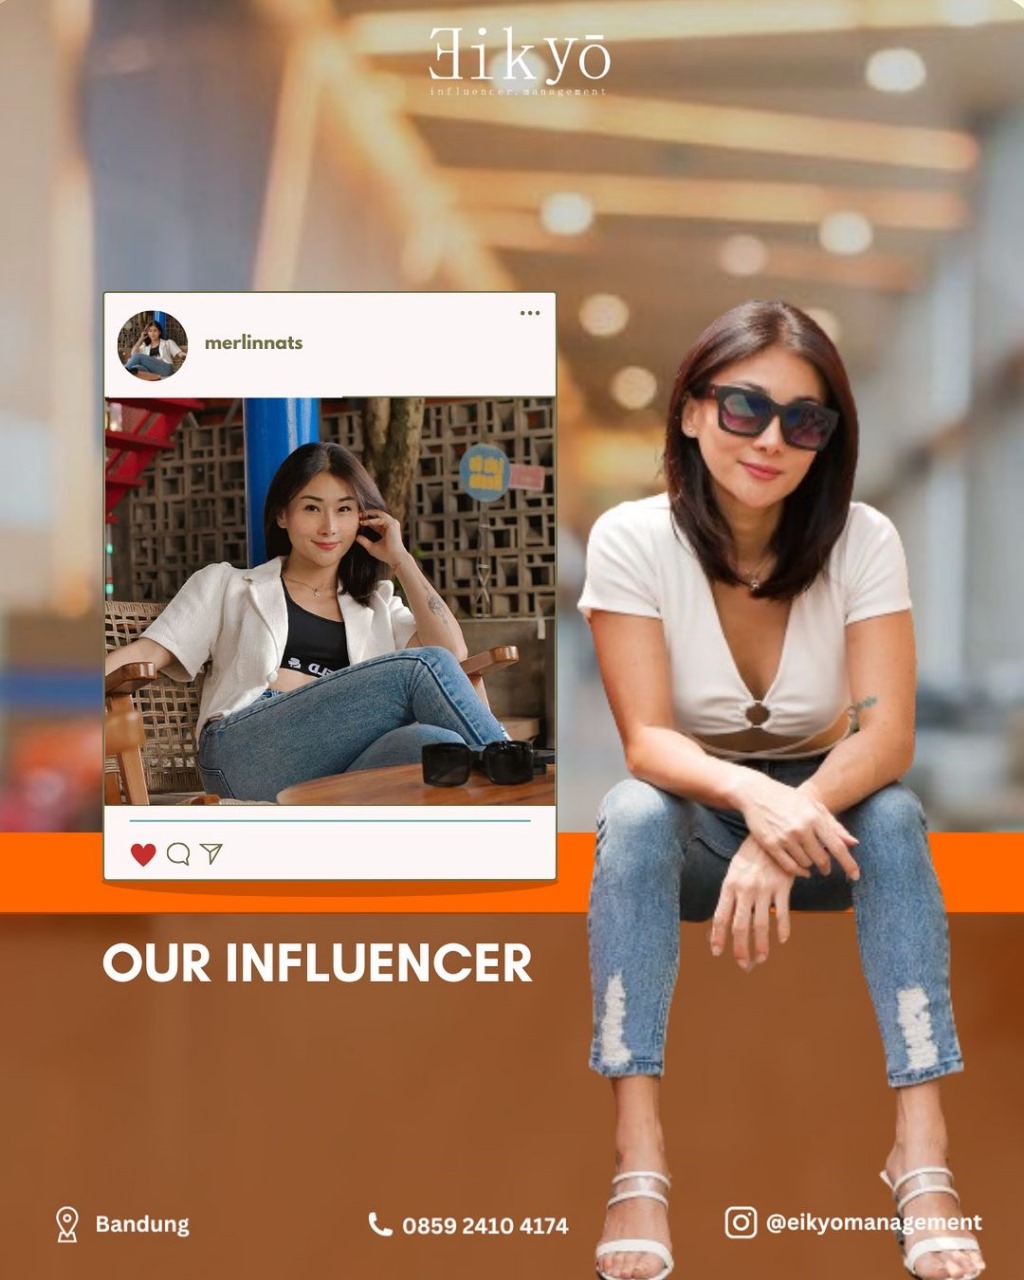 Eikyō
influencer.management
merlinnats
OUR INFLUENCER
Bandung
0859 2410 4174
@eikyomanagement